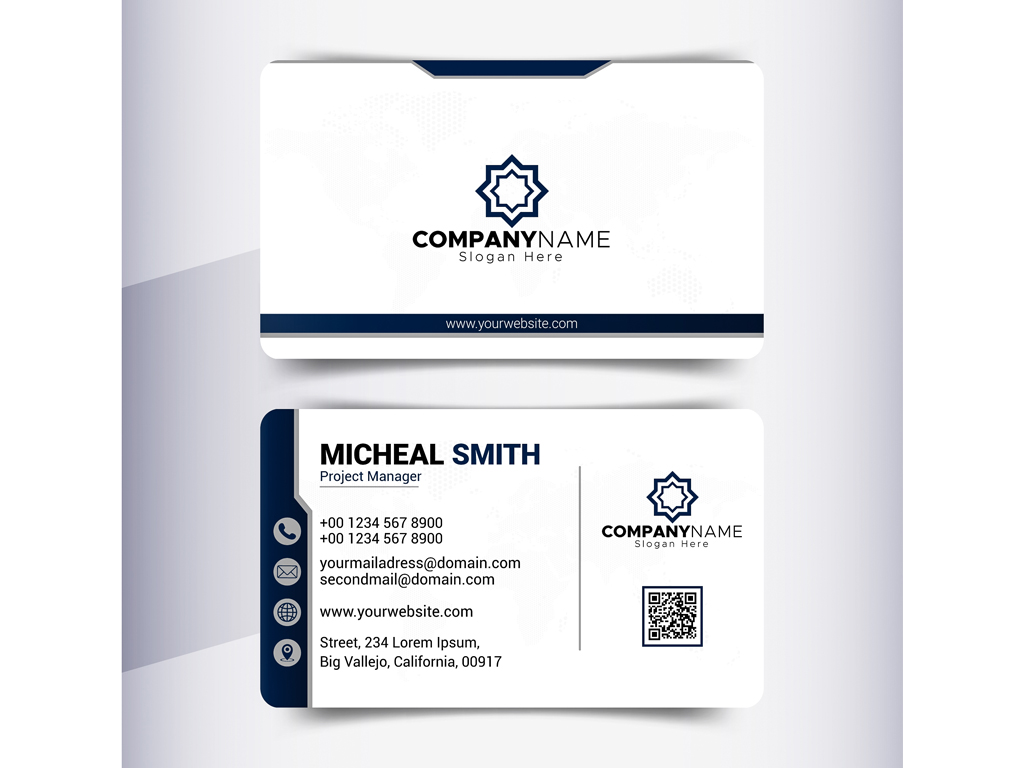 COMPANYNAME
Slogan Here
www.yourwebsite.com
MICHEAL SMITH
Project Manager
+00 1234 567 8900
+00 1234 567 8900
yourmailadress@domain.com
secondmail@domain.com
www.yourwebsite.com
Street, 234 Lorem Ipsum,
Big Vallejo, California, 00917
COMPANYNAME
Slogan Here